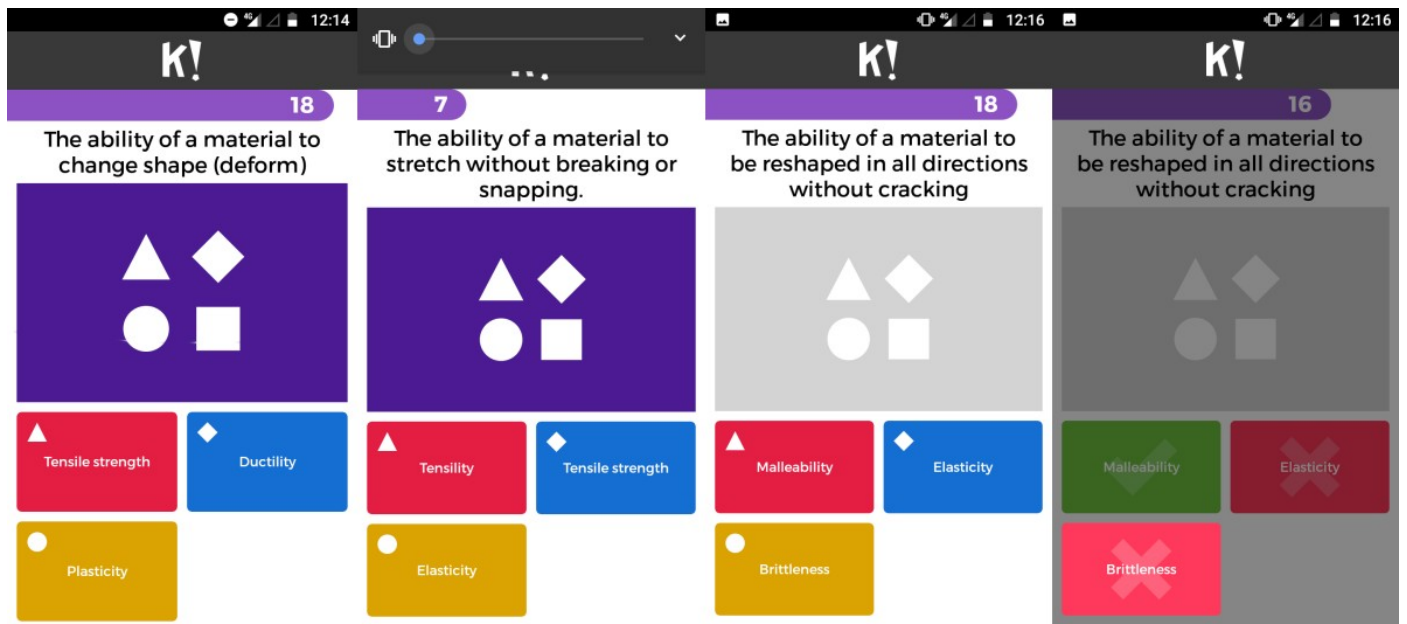 4G 12:14
K!
18
The ability of a material to
change shape (deform)
Tensile strength
Ductility
Plasticity
7
The ability of a material to
stretch without breaking or
snapping.
Tensility
Tensile strength
Elasticity
4G 12:16
K!
18
The ability of a material to
be reshaped in all directions
without cracking
Malleability
Elasticity
Brittleness
4G 12:16
K!
16
The ability of a material to
be reshaped in all directions
without cracking
Malleability
Elasticity
Brittleness